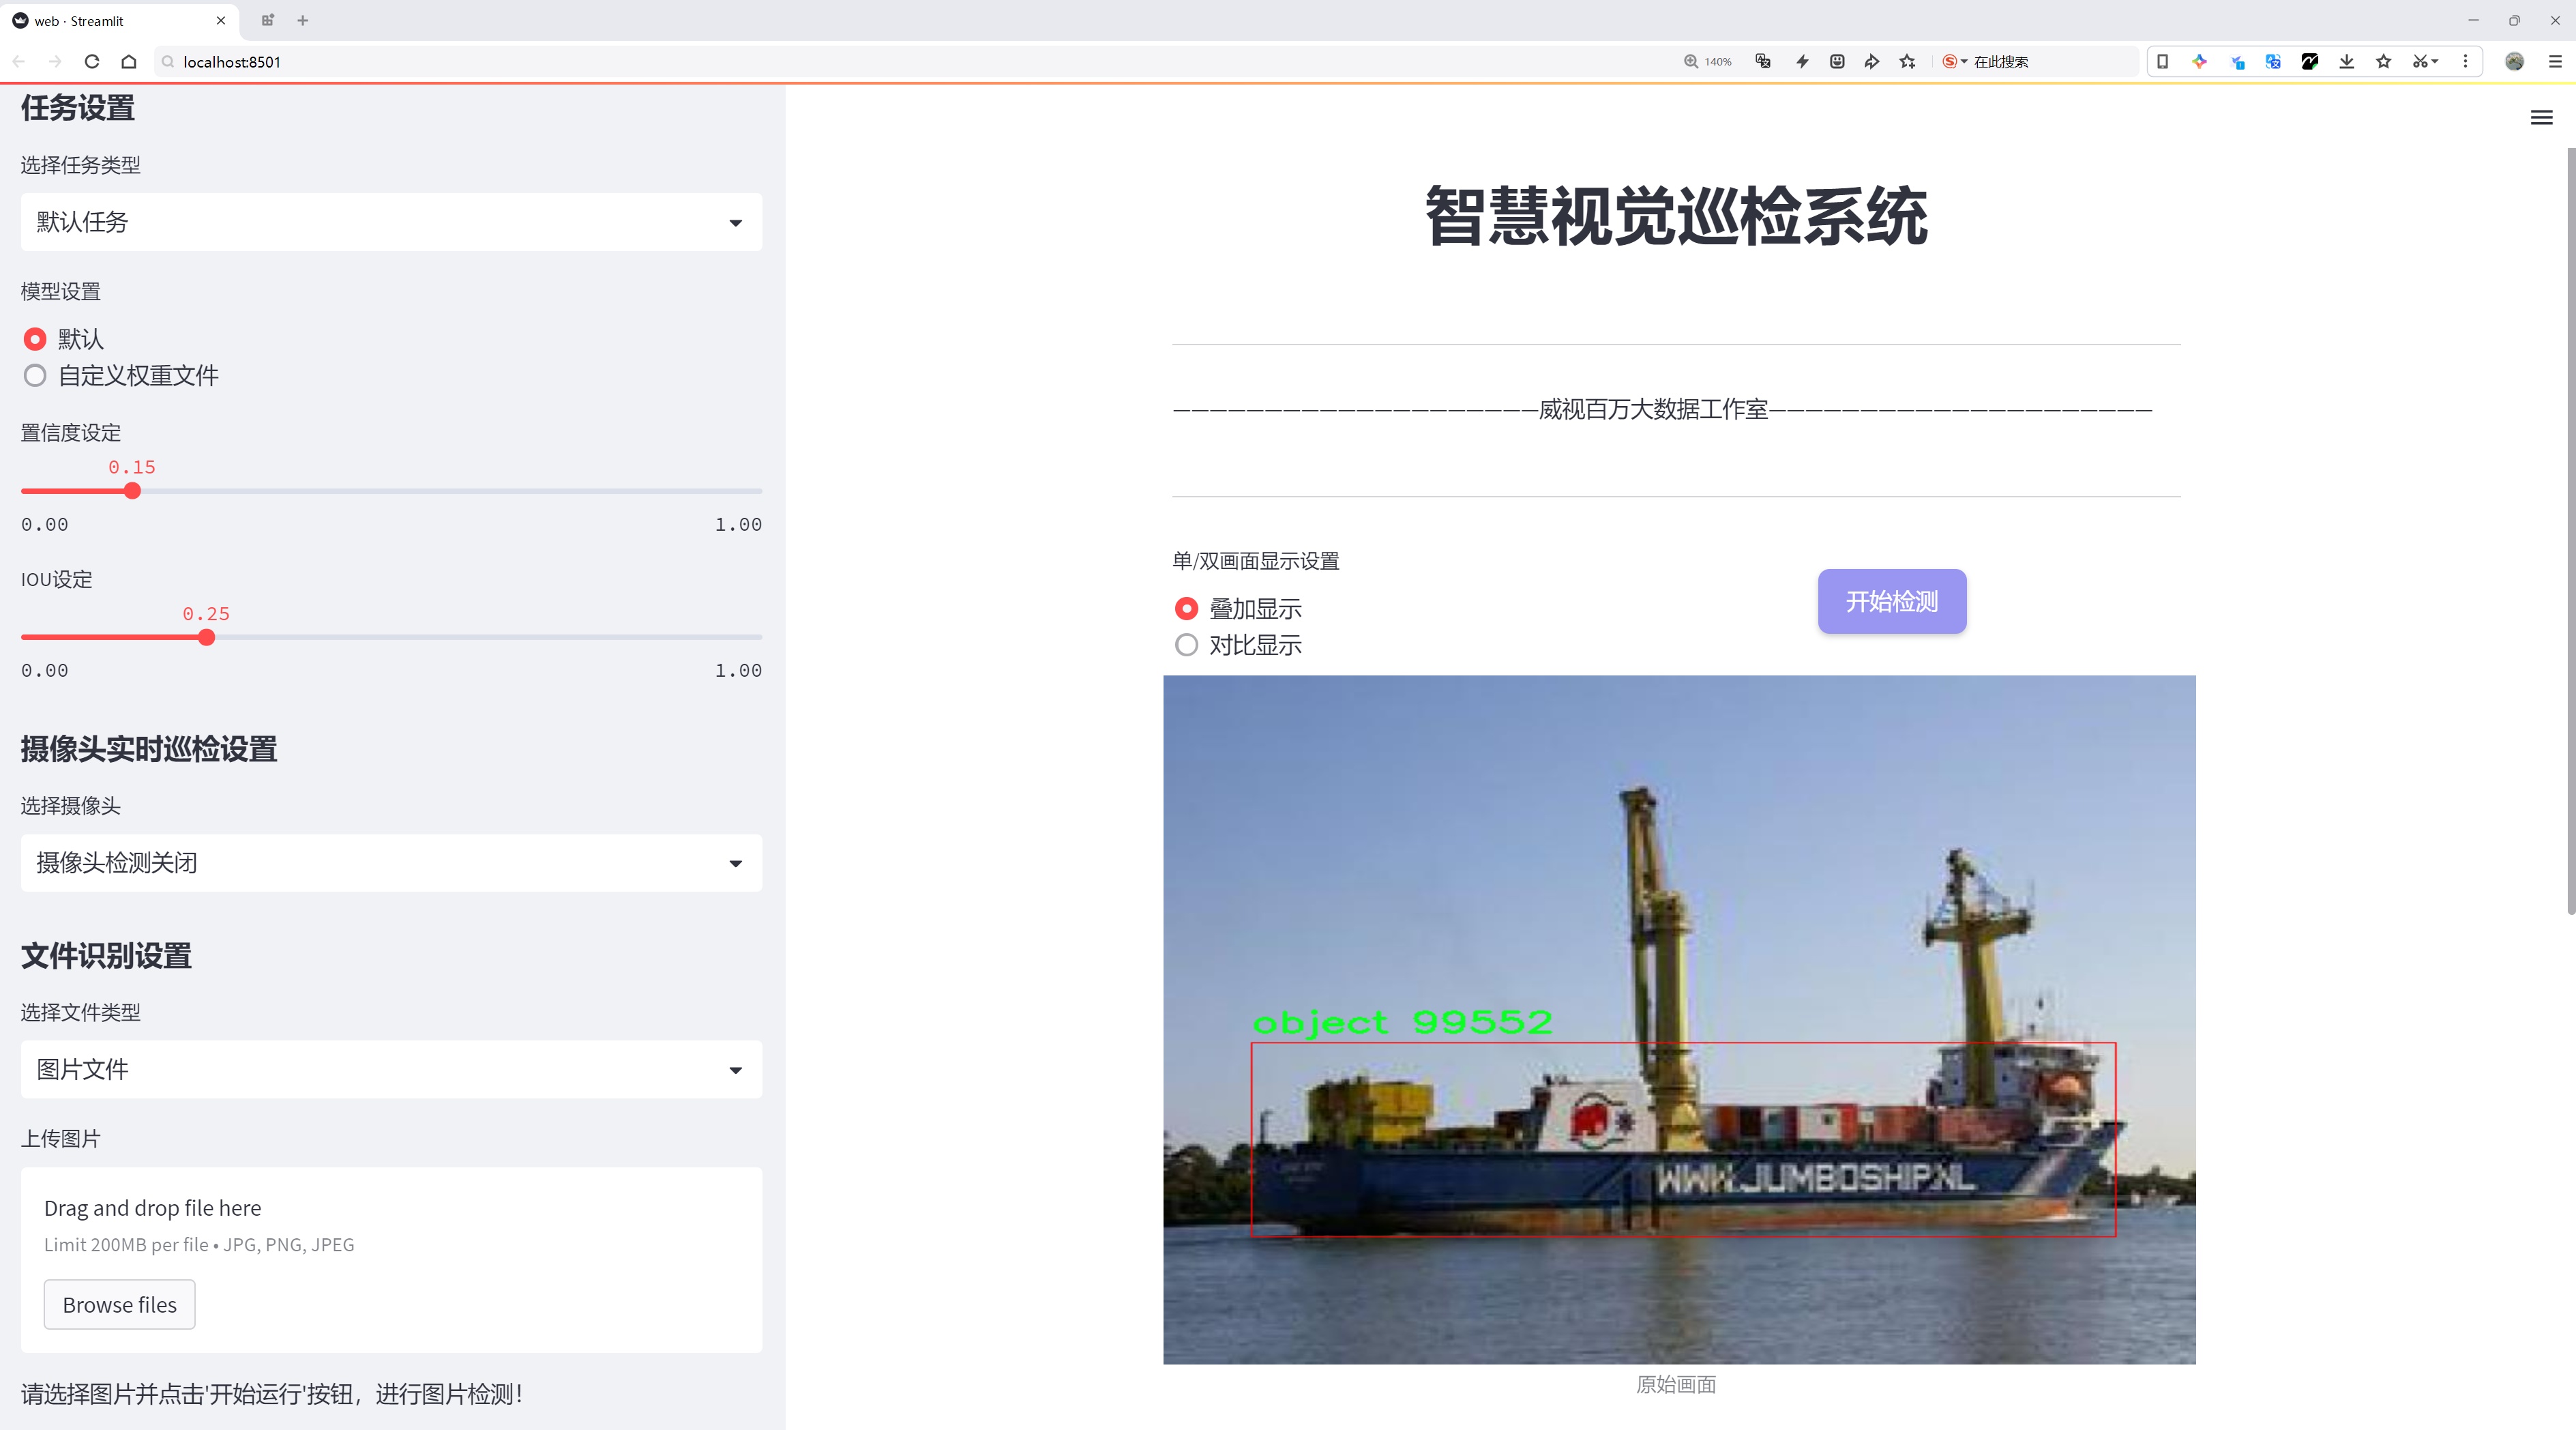 web · Streamlit
localhost:8501
140%
在此搜索
任务设置
选择任务类型
默认任务
模型设置
默认
自定义权重文件
置信度设定
0.15
0.00
1.00
IOU设定
0.25
0.00
1.00
摄像头实时巡检设置
选择摄像头
摄像头检测关闭
文件识别设置
选择文件类型
图片文件
上传图片
Drag and drop file here
Limit 200MB per file • JPG, PNG, JPEG
Browse files
请选择图片并点击'开始运行'按钮，进行图片检测！
智慧视觉巡检系统
————————————————————威视百万大数据工作室—————————————————————
单/双画面显示设置
叠加显示
对比显示
开始检测
object 99552
WWW.JUMBOSHIP.NL
原始画面